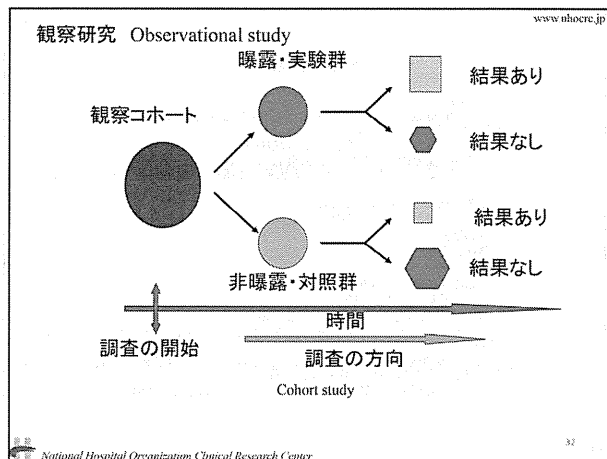 www.nhocrc.jp
観察研究 Observational study
曝露・実験群
結果あり
観察コホート
結果なし
結果あり
結果なし
非曝露・対照群
時間
調査の開始
調査の方向
Cohort study
32
National Hospital Organization Clinical Research Center